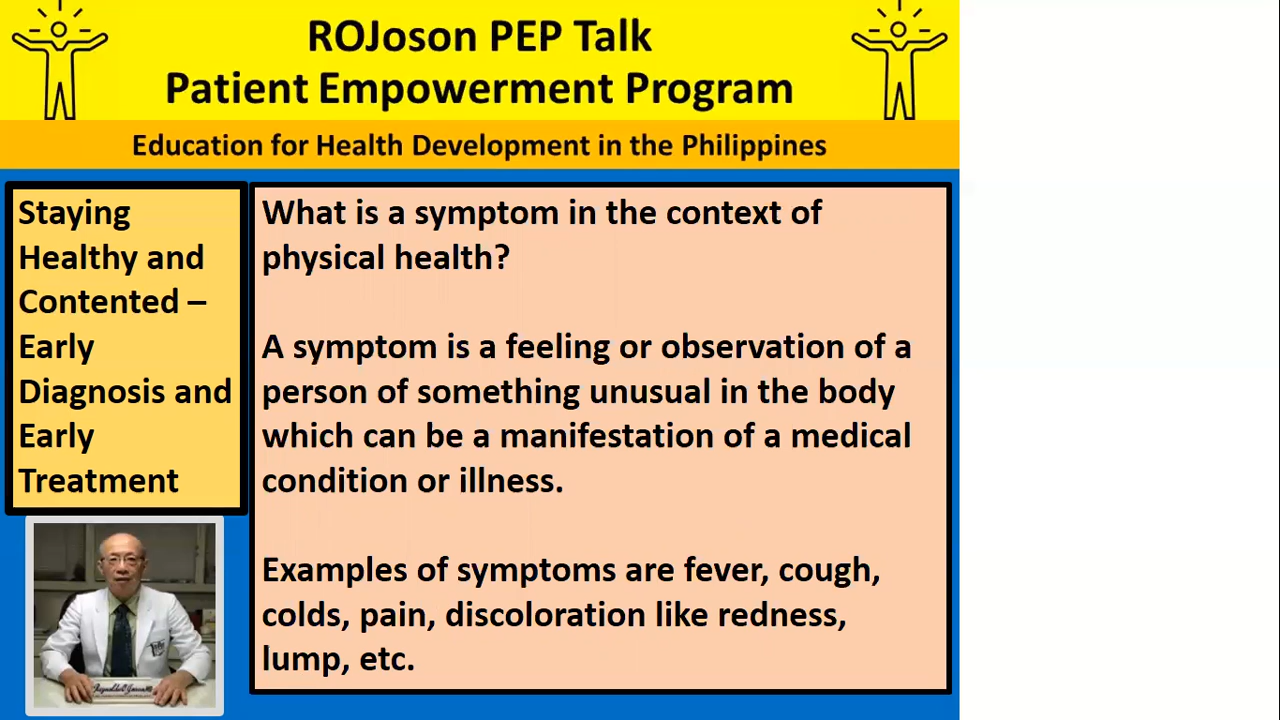 ROJoson PEP Talk
Patient Empowerment Program
Education for Health Development in the Philippines
Staying
Healthy and
Contented –
Early
Diagnosis and
Early
Treatment
What is a symptom in the context of
physical health?
A symptom is a feeling or observation of a
person of something unusual in the body
which can be a manifestation of a medical
condition or illness.
Examples of symptoms are fever, cough,
colds, pain, discoloration like redness,
lump, etc.